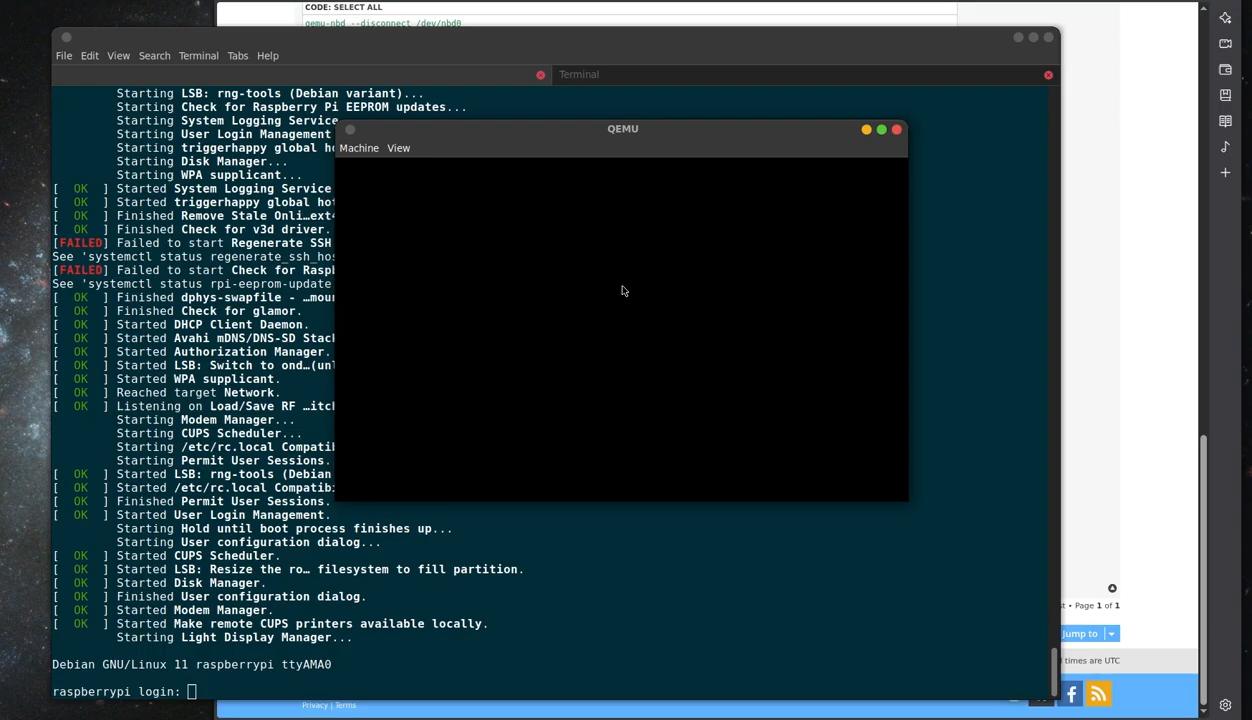 CODE: SELECT ALL
qemu-nbd --disconnect /dev/nbd0
File Edit View Search Terminal Tabs Help
Terminal
Starting LSB: rng-tools (Debian variant)...
Starting Check for Raspberry Pi EEPROM updates...
Starting System Logging Service
Starting User Login Management
Starting triggerhappy global h
Starting Disk Manager...
Starting WPA supplicant...
[ OK ] Started System Logging Service
[ OK ] Started triggerhappy global hot
[ OK ] Finished Remove Stale Onli…ext4
[ OK ] Finished Check for v3d driver.
[FAILED] Failed to start Regenerate SSH
See 'systemctl status regenerate_ssh_hos
[FAILED] Failed to start Check for Rasp
See 'systemctl status rpi-eeprom-update
[ OK ] Finished dphys-swapfile - …mou
[ OK ] Finished Check for glamor.
[ OK ] Started DHCP Client Daemon.
[ OK ] Started Avahi mDNS/DNS-SD Stac
[ OK ] Started Authorization Manager.
[ OK ] Started LSB: Switch to ond…(un
[ OK ] Started WPA supplicant.
[ OK ] Reached target Network.
[ OK ] Listening on Load/Save RF …itch
Starting Modem Manager...
Starting CUPS Scheduler...
Starting /etc/rc.local Compatib
Starting Permit User Sessions.
[ OK ] Started LSB: rng-tools (Debian
[ OK ] Started /etc/rc.local Compatib
[ OK ] Finished Permit User Sessions.
[ OK ] Started User Login Management.
Starting Hold until boot process finishes up...
Starting User configuration dialog...
[ OK ] Started CUPS Scheduler.
[ OK ] Started LSB: Resize the ro… filesystem to fill partition.
[ OK ] Started Disk Manager.
[ OK ] Finished User configuration dialog.
[ OK ] Started Modem Manager.
[ OK ] Started Make remote CUPS printers available locally.
Starting Light Display Manager...
Debian GNU/Linux 11 raspberrypi ttyAMA0
raspberrypi login:
QEMU
Machine View
st • Page 1 of 1
Jump to
times are UTC
Privacy | Terms